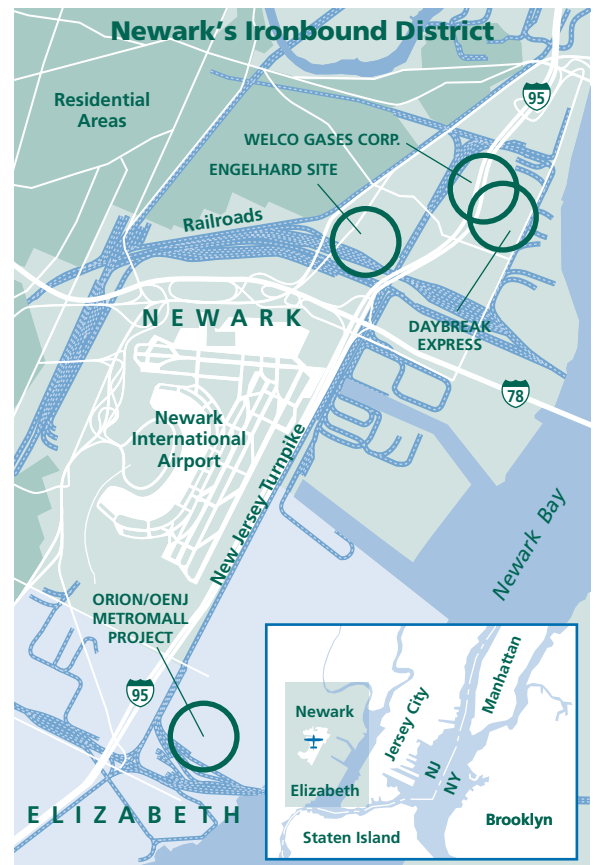 Newark's Ironbound District
Residential
Areas
95
WELCO GASES CORP.
ENGELHARD SITE
Railroads
NEWARK
DAYBREAK
EXPRESS
78
Newark
International
Airport
New Jersey Turnpike
Newark Bay
ORION/OENJ
METROMALL
PROJECT
95
ELIZABETH
Newark
Elizabeth
Jersey City
Manhattan
NJ
NY
Brooklyn
Staten Island